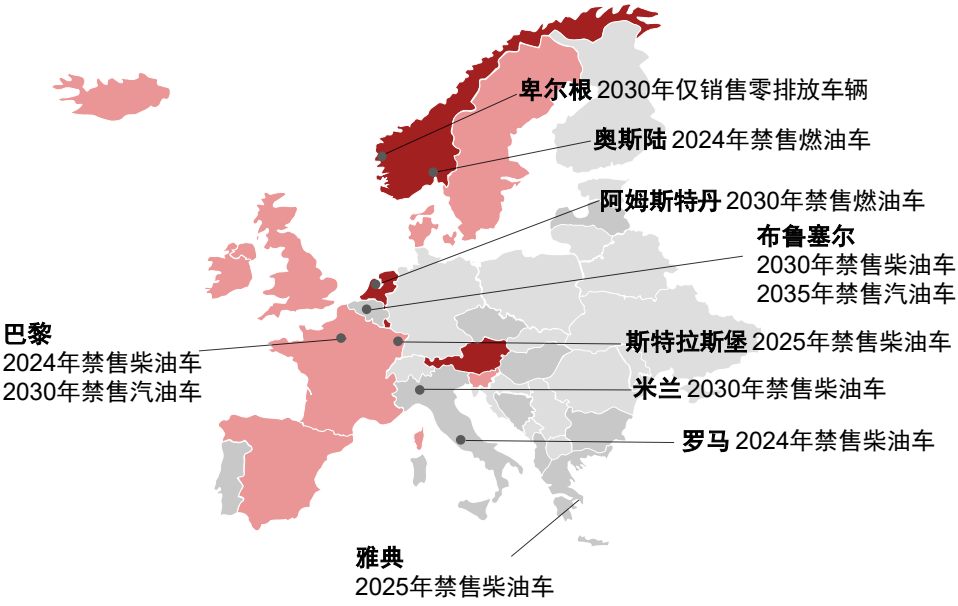 卑尔根 2030年仅销售零排放车辆
奥斯陆 2024年禁售燃油车
阿姆斯特丹 2030年禁售燃油车
布鲁塞尔
2030年禁售柴油车
2035年禁售汽油车
巴黎
2024年禁售柴油车
2030年禁售汽油车
斯特拉斯堡 2025年禁售柴油车
米兰 2030年禁售柴油车
罗马 2024年禁售柴油车
雅典
2025年禁售柴油车